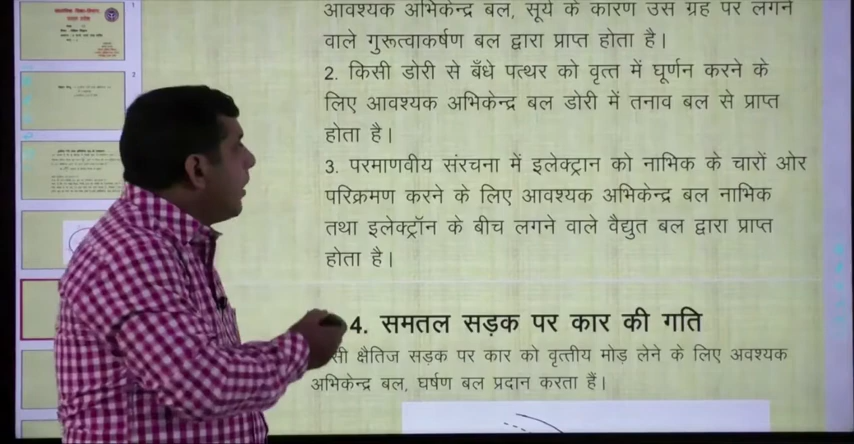 आवश्यक अभिकेन्द्र बल, सूर्य के कारण उस ग्रह पर लगने
वाले गुरूत्वाकर्षण बल द्वारा प्राप्त होता है।
2. किसी डोरी से बँधे पत्थर को वृत्त में घूर्णन करने के
लिए आवश्यक अभिकेन्द्र बल डोरी में तनाव बल से प्राप्त
होता है।
3. परमाणवीय संरचना में इलेक्ट्रान को नाभिक के चारों ओर
परिक्रमण करने के लिए आवश्यक अभिकेन्द्र बल नाभिक
तथा इलेक्ट्रॉन के बीच लगने वाले वैद्युत बल द्वारा प्राप्त
होता है।
4. समतल सड़क पर कार की गति
क्षैतिज सड़क पर कार को वृत्तीय मोड़ लेने के लिए अवश्यक
अभिकेन्द्र बल, घर्षण बल प्रदान करता हैं।